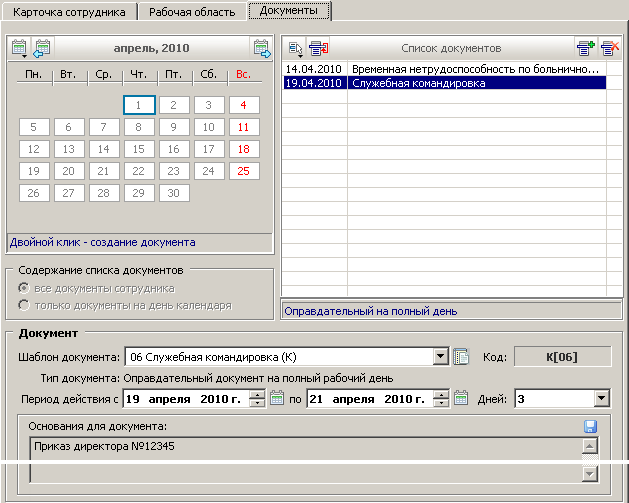 Карточка сотрудника Рабочая область Документы
апрель, 2010
Пн. Вт. Ср. Чт. Пт. Сб. Вс.
1 2 3 4
5 6 7 8 9 10 11
12 13 14 15 16 17 18
19 20 21 22 23 24 25
26 27 28 29 30
Двойной клик - создание документа
Содержание списка документов
все документы сотрудника
только документы на день календаря
Список документов
14.04.2010 Временная нетрудоспособность по больнично...
19.04.2010 Служебная командировка
Оправдательный на полный день
Документ
Шаблон документа: 06 Служебная командировка (К) Код: К[06]
Тип документа: Оправдательный документ на полный рабочий день
Период действия с 19 апреля 2010 г. по 21 апреля 2010 г. Дней: 3
Основания для документа:
Приказ директора №12345